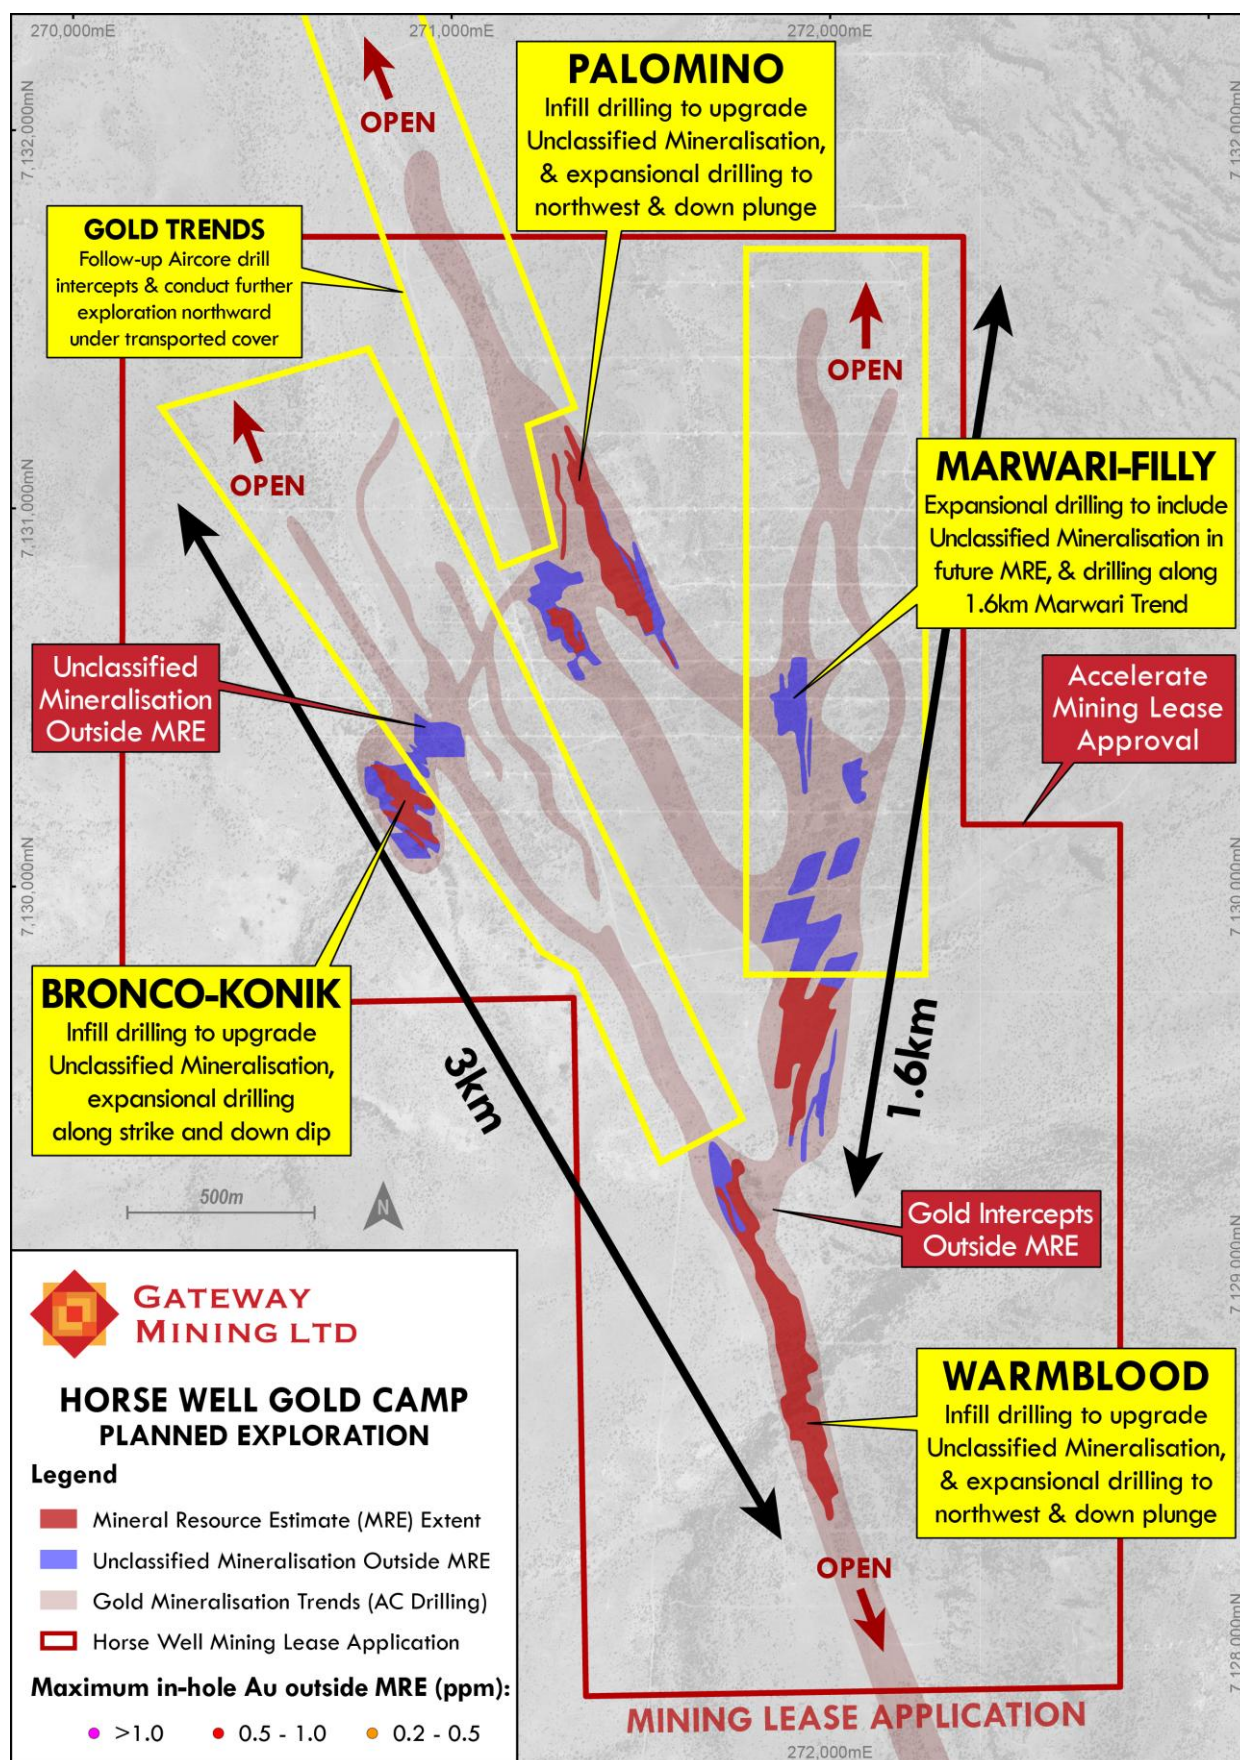 270,000mE
271,000mE
272,000mE
7,132,000mN
7,132,000mN
OPEN
PALOMINO
Infill drilling to upgrade
Unclassified Mineralisation,
& expansional drilling to
northwest & down plunge
GOLD TRENDS
Follow-up Aircore drill
intercepts & conduct further
exploration northward
under transported cover
OPEN
OPEN
MARWARI-FILLY
Expansional drilling to include
Unclassified Mineralisation in
future MRE, & drilling along
1.6km Marwari Trend
7,131,000mN
Unclassified
Mineralisation
Outside MRE
Accelerate
Mining Lease
Approval
7,130,000mN
7,130,000mN
BRONCO-KONIK
Infill drilling to upgrade
Unclassified Mineralisation,
expansional drilling
along strike and down dip
3km
1.6km
500m
N
Gold Intercepts
Outside MRE
7,129,000mN
GATEWAY
MINING LTD
HORSE WELL GOLD CAMP
PLANNED EXPLORATION
Legend
Mineral Resource Estimate (MRE) Extent
Unclassified Mineralisation Outside MRE
Gold Mineralisation Trends (AC Drilling)
Horse Well Mining Lease Application
Maximum in-hole Au outside MRE (ppm):
>1.0
0.5 - 1.0
0.2 - 0.5
WARMBLOOD
Infill drilling to upgrade
Unclassified Mineralisation,
& expansional drilling to
northwest & down plunge
OPEN
7,128,000mN
MINING LEASE APPLICATION
272,000mE